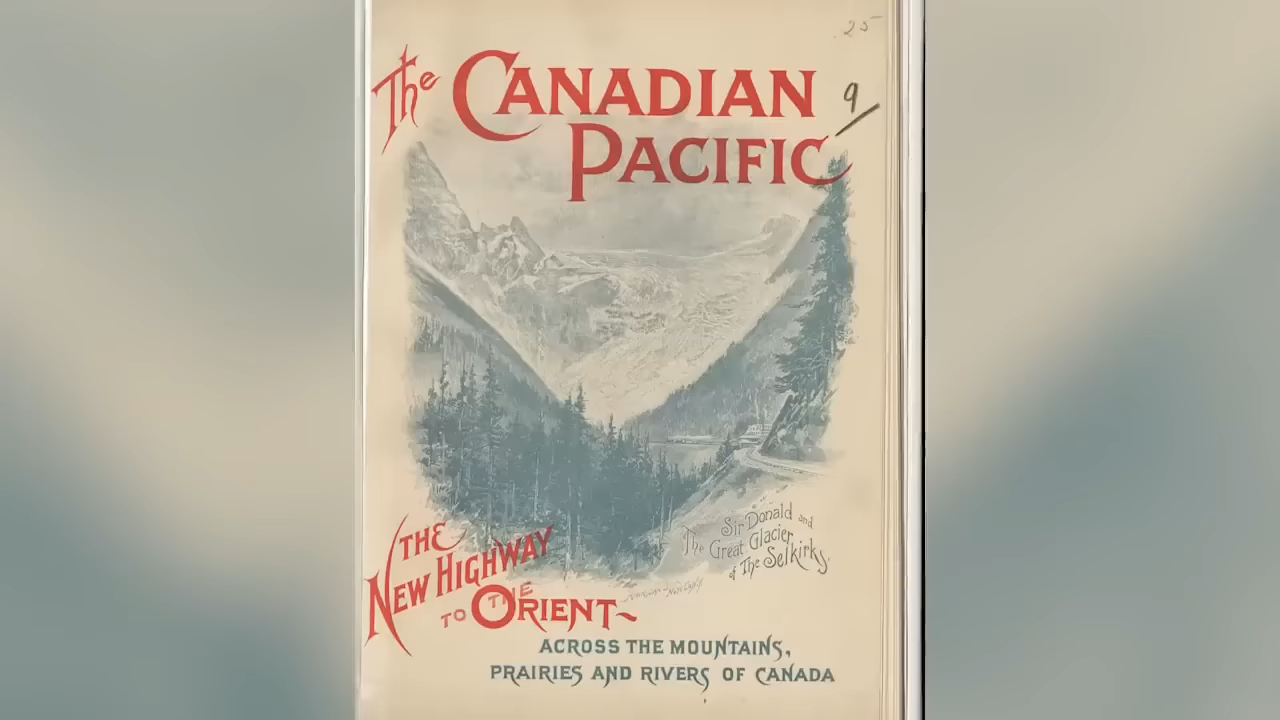 25
The CANADIAN
9/
PACIFIC
Sir Donald and
The Great Glacier
of The Selkirks
THE
NEW HIGHWAY
TO THE ORIENT
ACROSS THE MOUNTAINS,
PRAIRIES AND RIVERS OF CANADA